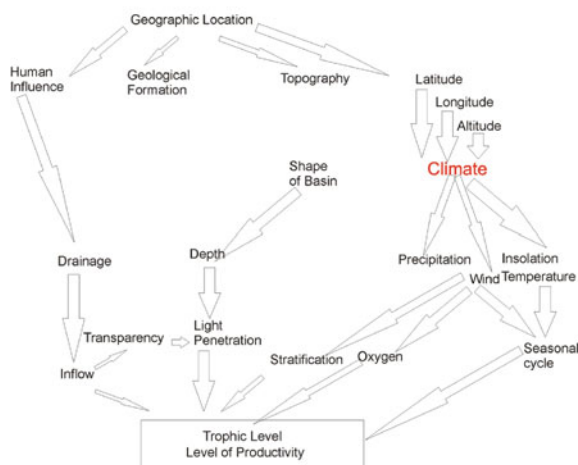 Geographic Location
Human
Influence
Geological
Formation
Topography
Latitude
Longitude
Altitude
Climate
Shape
of Basin
Drainage
Depth
Precipitation
Insolation
Wind Temperature
Transparency
Light
Penetration
Inflow
Stratification
Oxygen
Seasonal
cycle
Trophic Level
Level of Productivity